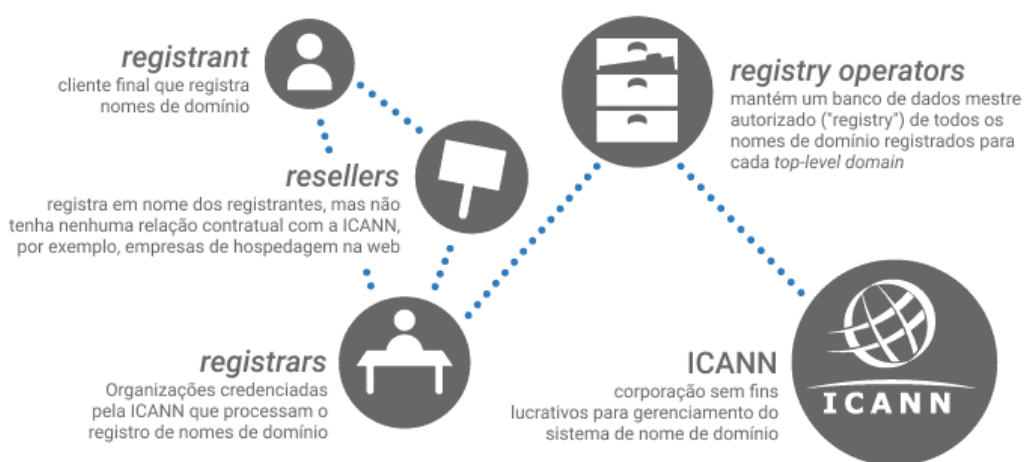 registrant
cliente final que registra
nomes de domínio
resellers
registra em nome dos registrantes, mas não
tenha nenhuma relação contratual com a ICANN,
por exemplo, empresas de hospedagem na web
registrars
Organizações credenciadas
pela ICANN que processam o
registro de nomes de domínio
registry operators
mantém um banco de dados mestre
autorizado ("registry") de todos os
nomes de domínio registrados para
cada top-level domain
ICANN
corporação sem fins
lucrativos para gerenciamento do
sistema de nome de domínio
ICANN